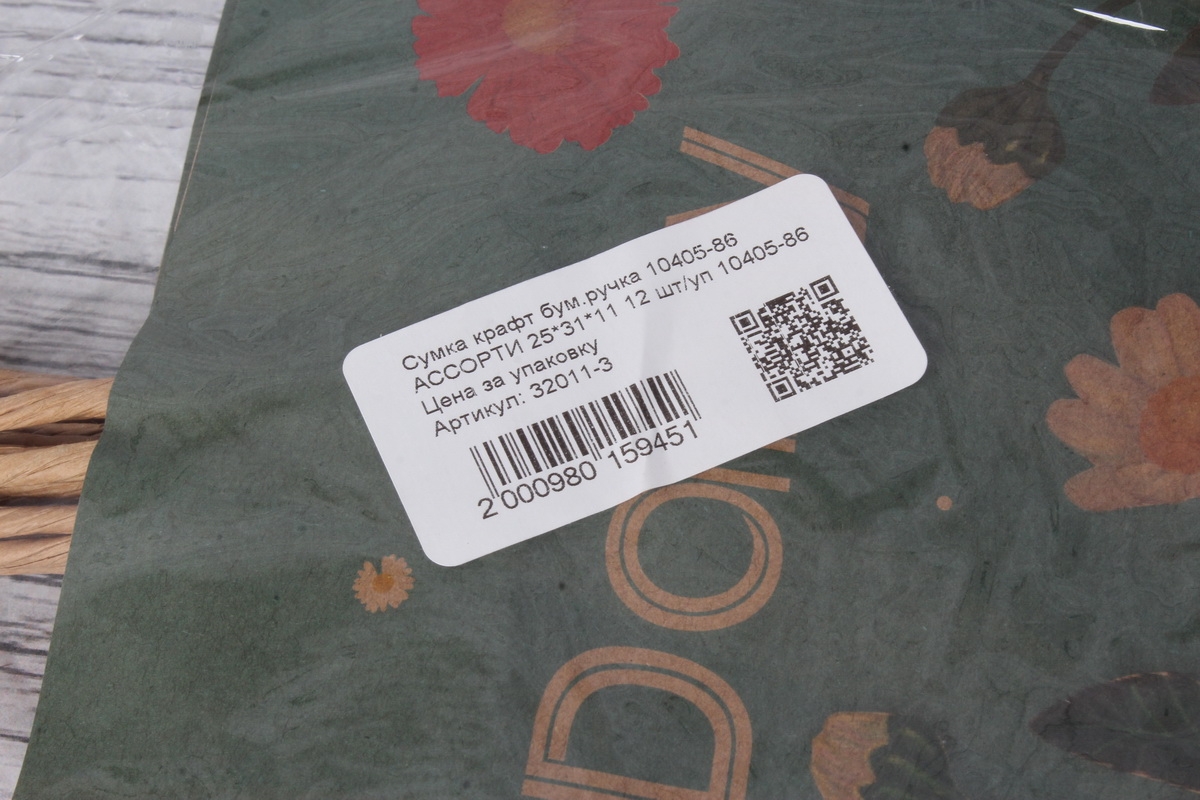 Сумка крафт бум.ручка 10405-86
АССОРТИ 25*31*11 12 шт/уп 10405-86
Цена за упаковку
Артикул: 32011-3
2 000980 159451